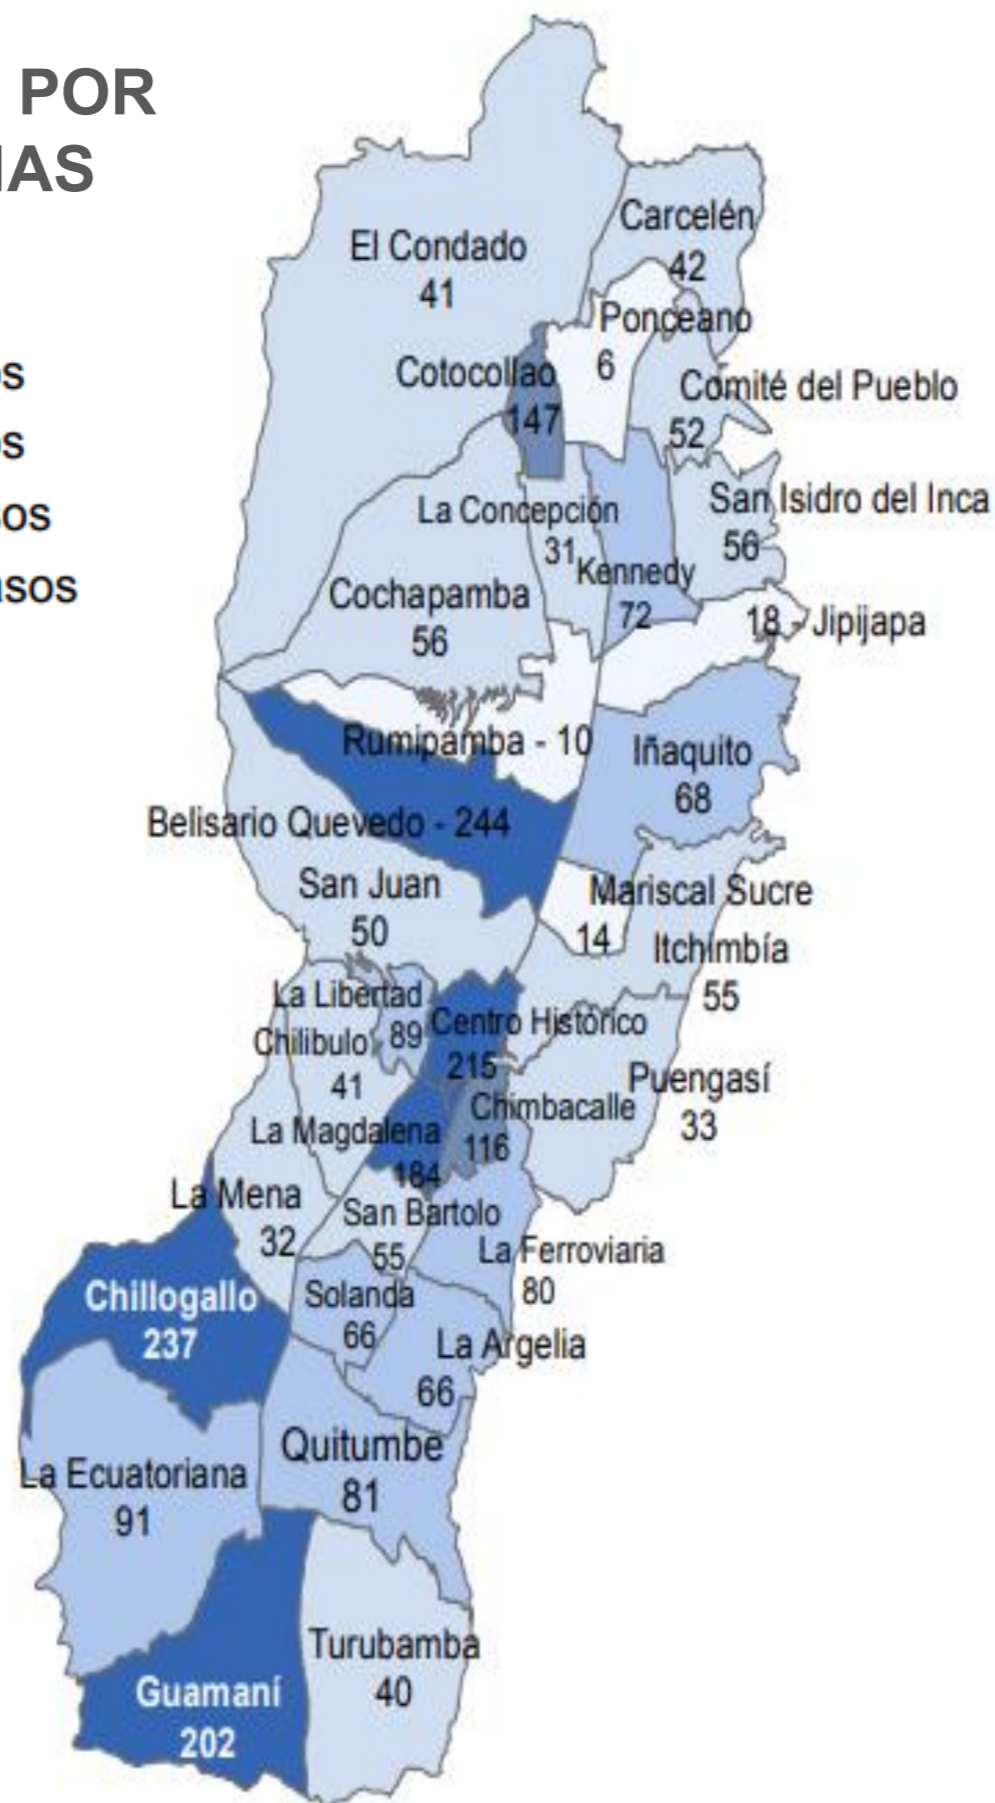 POR
El Condado
41
Carcelén
42
Ponceano
6
Cotocollao
147
Comité del Pueblo
52
La Concepción
31
San Isidro del Inca
56
Kennedy
72
Cochapamba
56
18 - Jipijapa
Rumipamba - 10
Iñaquito
68
Belisario Quevedo - 244
San Juan
50
Mariscal Sucre
14
Itchimbía
55
La Libertad
89
Centro Histórico
215
Chilibulo
41
Puengasí
33
Chimbacalle
116
La Magdalena
184
La Mena
32
San Bartolo
55
La Ferroviaria
80
Chillogallo
237
Solanda
66
La Argelia
66
Quitumbe
81
La Ecuatoriana
91
Turubamba
40
Guamaní
202